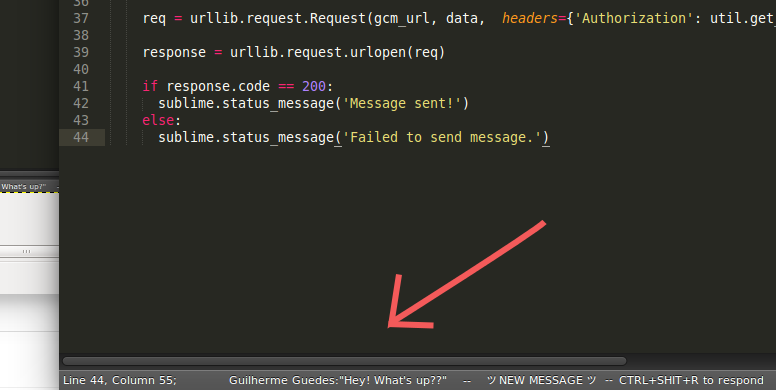 36
37 req = urllib.request.Request(gcm_url, data,  headers={'Authorization': util.get_
38
39 response = urllib.request.urlopen(req)
40
41 if response.code == 200:
42   sublime.status_message('Message sent!')
43 else:
44   sublime.status_message('Failed to send message.')
What's up?"
Line 44, Column 55; Guilherme Guedes:"Hey! What's up??" -- ツ NEW MESSAGE ツ -- CTRL+SHIT+R to respond